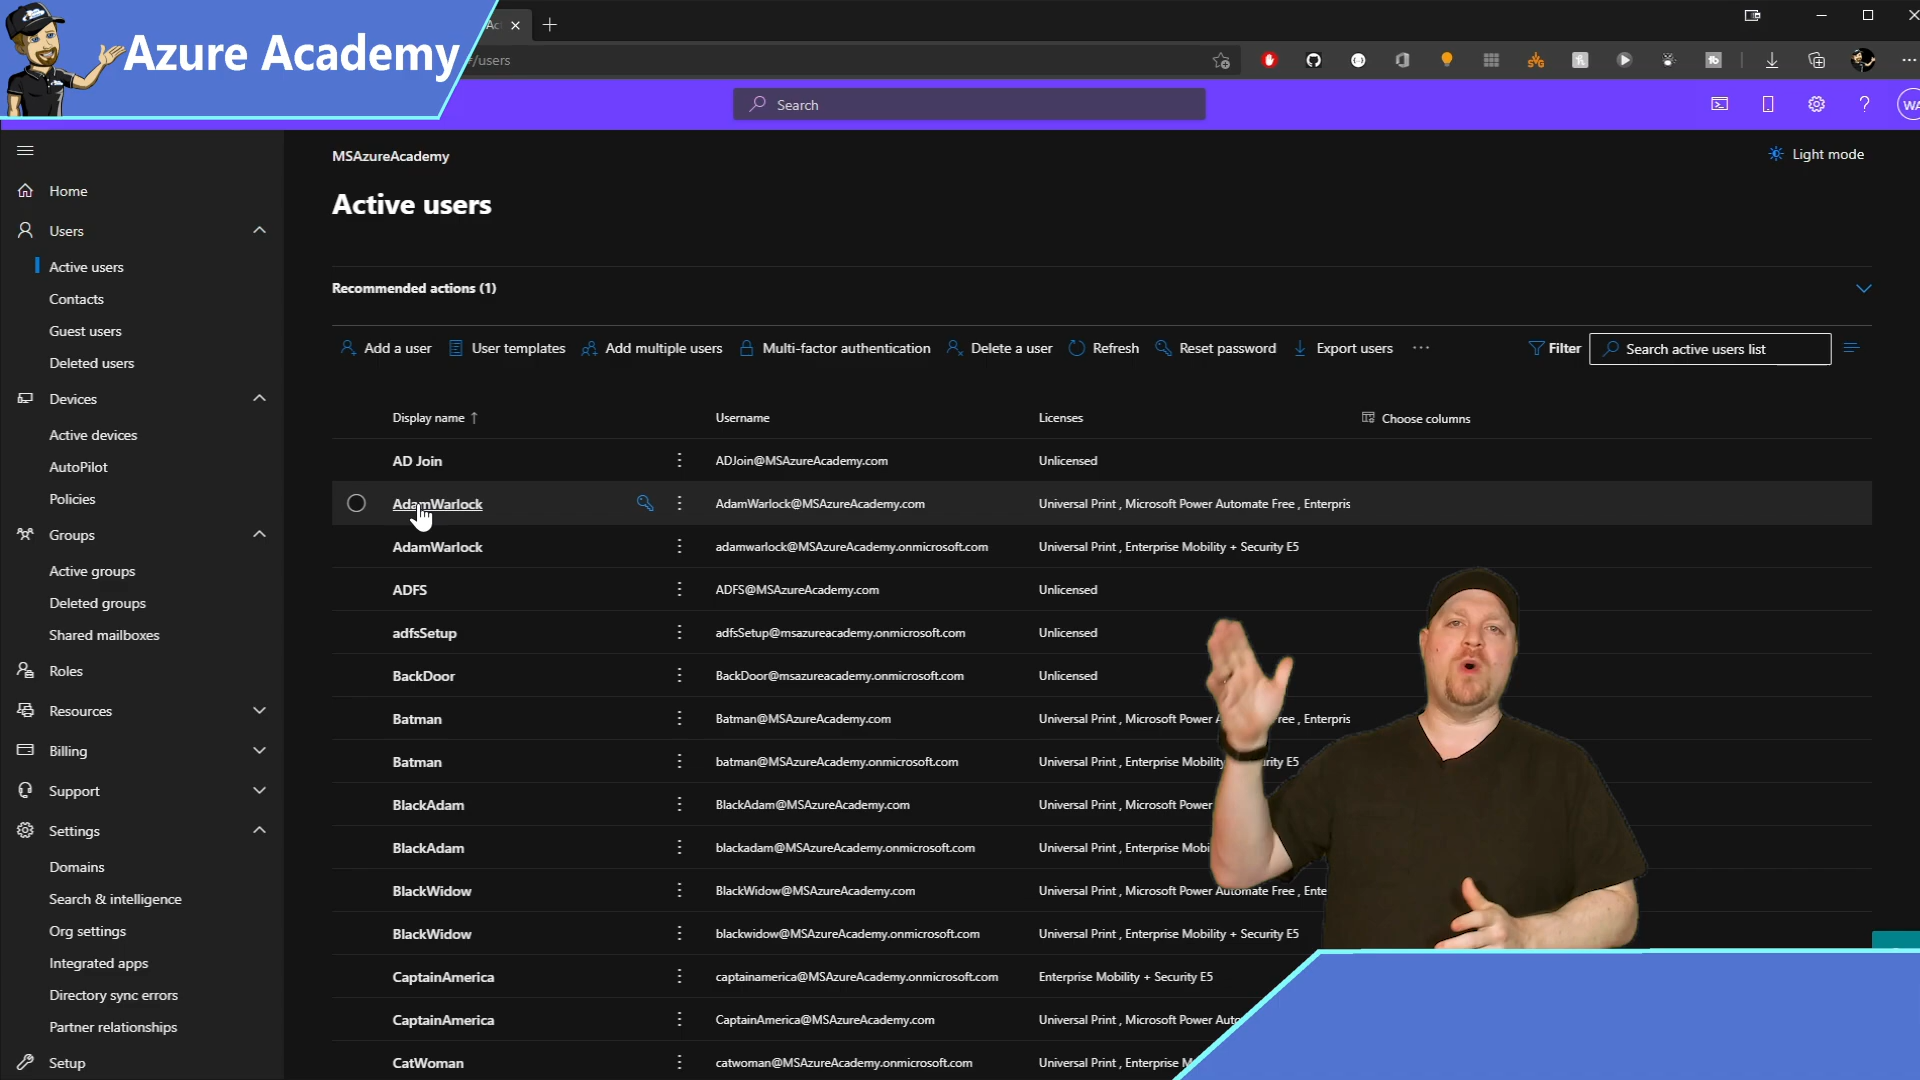 Azure Academy
Ac
/users
Search
WA
MSAzureAcademy
Light mode
Active users
Recommended actions (1)
Add a user
User templates
Add multiple users
Multi-factor authentication
Delete a user
Refresh
Reset password
Export users
Filter
Search active users list
Display name ↑
Username
Licenses
Choose columns
AD Join
ADJoin@MSAzureAcademy.com
Unlicensed
AdamWarlock
AdamWarlock@MSAzureAcademy.com
Universal Print , Microsoft Power Automate Free , Enterpris
AdamWarlock
adamwarlock@MSAzureAcademy.onmicrosoft.com
Universal Print , Enterprise Mobility + Security E5
ADFS
ADFS@MSAzureAcademy.com
Unlicensed
adfsSetup
adfsSetup@msazureacademy.onmicrosoft.com
Unlicensed
BackDoor
BackDoor@msazureacademy.onmicrosoft.com
Unlicensed
Batman
Batman@MSAzureAcademy.com
Universal Print , Microsoft Power A ree , Enterpris
Batman
batman@MSAzureAcademy.onmicrosoft.com
Universal Print , Enterprise Mobility urity E5
BlackAdam
BlackAdam@MSAzureAcademy.com
Universal Print , Microsoft Power
BlackAdam
blackadam@MSAzureAcademy.onmicrosoft.com
Universal Print , Enterprise Mobi
BlackWidow
BlackWidow@MSAzureAcademy.com
Universal Print , Microsoft Power Automate Free , Ente
BlackWidow
blackwidow@MSAzureAcademy.onmicrosoft.com
Universal Print , Enterprise Mobility + Security E5
CaptainAmerica
captainamerica@MSAzureAcademy.onmicrosoft.com
Enterprise Mobility + Security E5
CaptainAmerica
CaptainAmerica@MSAzureAcademy.com
Universal Print , Microsoft Power Auto
CatWoman
catwoman@MSAzureAcademy.onmicrosoft.com
Universal Print , Enterprise M
Home
Users
Active users
Contacts
Guest users
Deleted users
Devices
Active devices
AutoPilot
Policies
Groups
Active groups
Deleted groups
Shared mailboxes
Roles
Resources
Billing
Support
Settings
Domains
Search & intelligence
Org settings
Integrated apps
Directory sync errors
Partner relationships
Setup